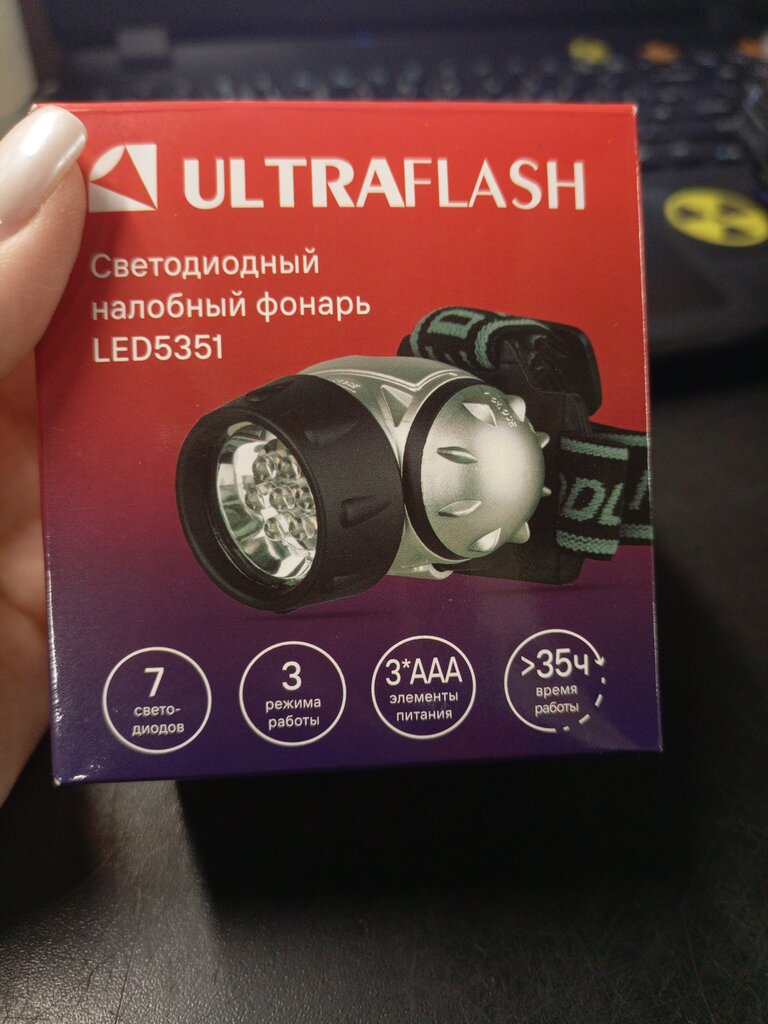 ULTRAFLASH
Светодиодный
налобный фонарь
LED5351
7
свето-
диодов
3
режима
работы
3*AAA
элементы
питания
>35ч
время
работы